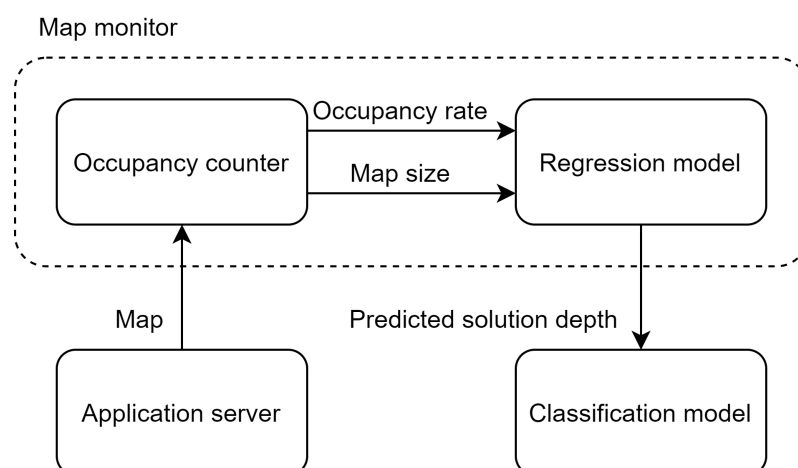 Map monitor
Occupancy rate
Occupancy counter
Map size
Regression model
Map
Predicted solution depth
Application server
Classification model